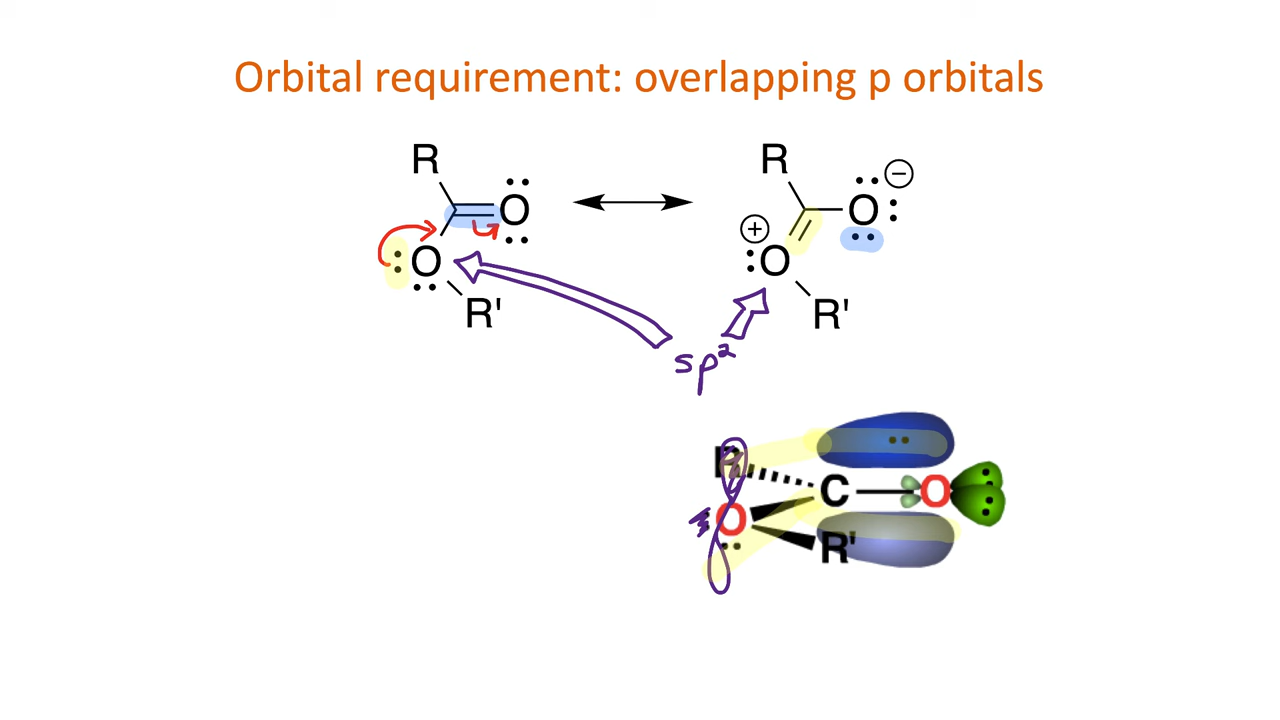 Orbital requirement: overlapping p orbitals
R R
O O ⊖
⊕
O O
R' R'
sp²
R
C O
O
R'